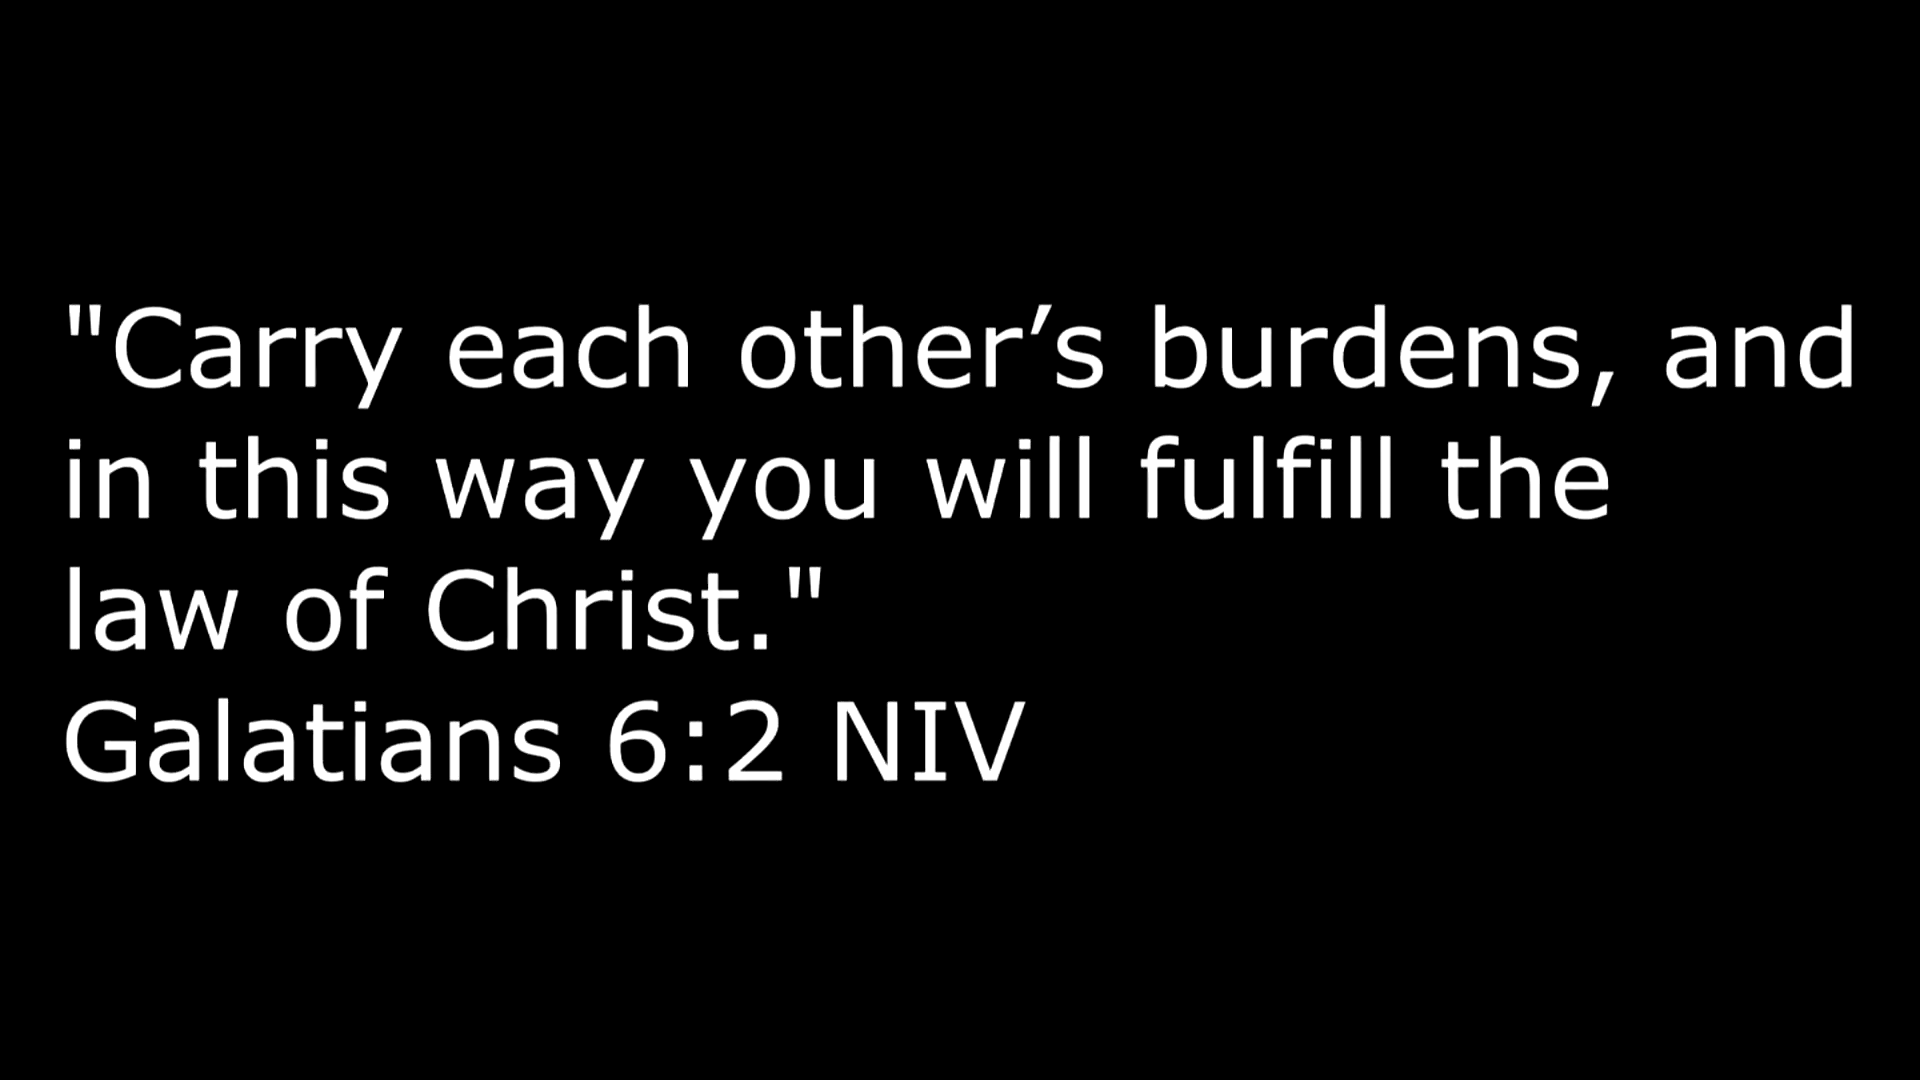 "Carry each other’s burdens, and
in this way you will fulfill the
law of Christ."
Galatians 6:2 NIV